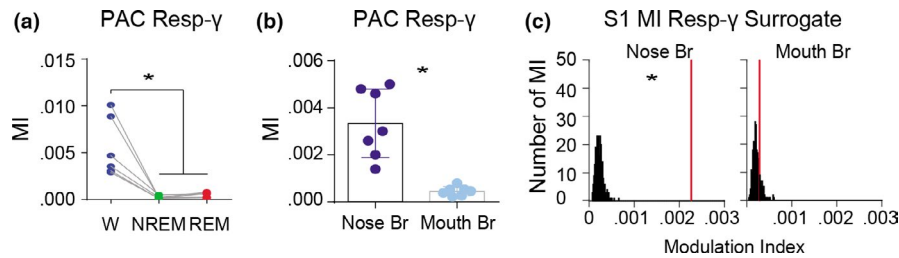 (a) PAC Resp-γ
.015
.010
.005
.000
MI
*
W NREM REM
(b) PAC Resp-γ
.006
.004
.002
.000
MI
*
Nose Br Mouth Br
(c) S1 MI Resp-γ Surrogate
Nose Br Mouth Br
50
40
30
20
10
0
Number of MI
*
0 .001 .002 .003 .001 .002 .003
Modulation Index